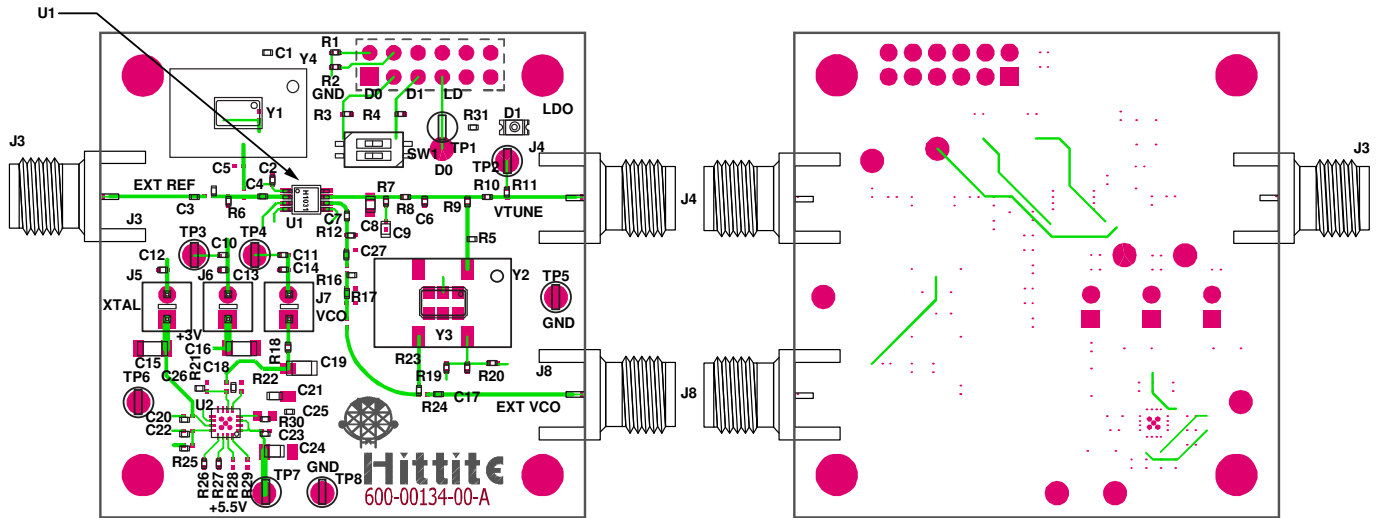 U1
C1
Y4
R1
R2
GND
D0
D1
LD
LDO
R3
R4
R31
D1
Y1
SW1
TP1
D0
J4
TP2
J3
C5
C2
EXT REF
C4
C3
R6
H1011
U1
R7
R8
C6
R9
R10
R11
VTUNE
J4
J3
J3
C7
R12
C8
C9
R5
C27
TP3
C10
TP4
C11
C14
C12
C13
J5
J6
J7
XTAL
VCO
+3V
R16
R17
Y2
Y3
TP5
GND
C15
C16
R18
C18
C19
R21
R22
C26
TP6
C21
C25
R23
R19
R20
J8
R24
C17
EXT VCO
J8
U2
C20
C22
R25
R30
C23
C24
R26
R27
R28
R29
+5.5V
TP7
GND
TP8
Hittite
600-00134-00-A